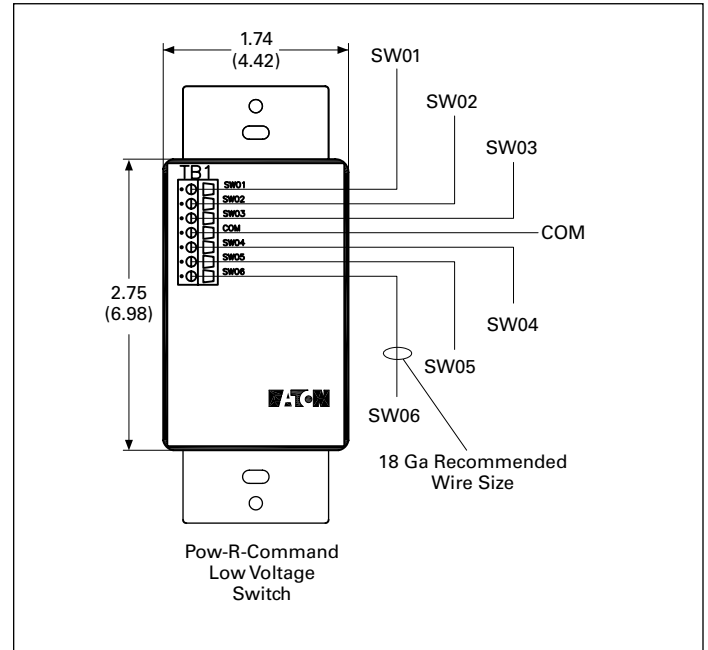 1.74
(4.42)
SW01
SW02
SW03
TB1
SW01
SW02
SW03
COM
SW04
SW05
SW06
COM
2.75
(6.98)
SW04
SW05
EATON
SW06
18 Ga Recommended
Wire Size
Pow-R-Command
Low Voltage
Switch